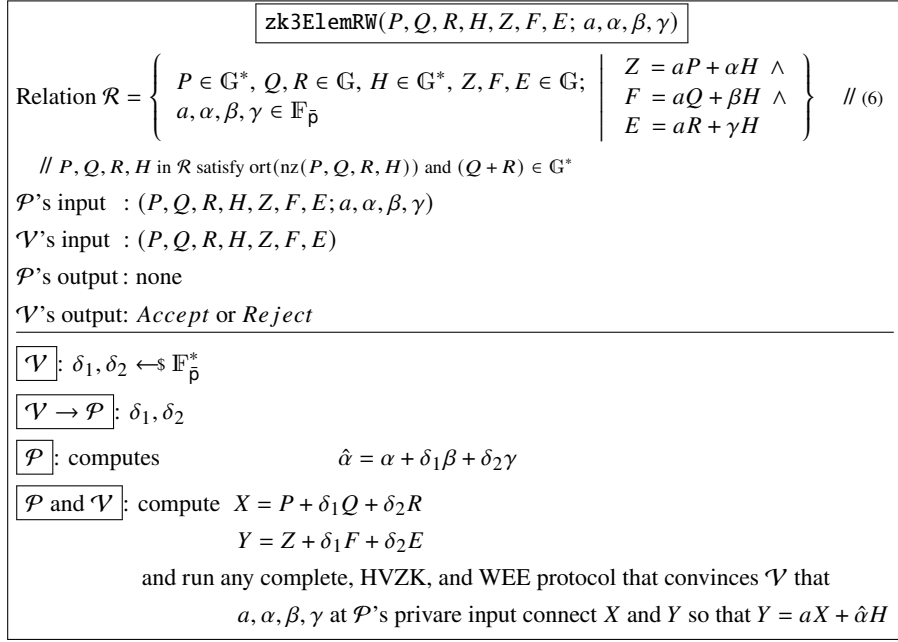 zk3ElemRW(P, Q, R, H, Z, F, E; a, α, β, γ)
Relation R = { P ∈ G*, Q, R ∈ G, H ∈ G*, Z, F, E ∈ G; | Z = aP + αH ∧
a, α, β, γ ∈ F_p̄ | F = aQ + βH ∧ } // (6)
E = aR + γH
// P, Q, R, H in R satisfy ort(nz(P, Q, R, H)) and (Q + R) ∈ G*
P's input : (P, Q, R, H, Z, F, E; a, α, β, γ)
V's input : (P, Q, R, H, Z, F, E)
P's output : none
V's output: Accept or Reject
V : δ₁, δ₂ ←$ F*_p̄
V → P : δ₁, δ₂
P : computes α̂ = α + δ₁β + δ₂γ
P and V : compute X = P + δ₁Q + δ₂R
Y = Z + δ₁F + δ₂E
and run any complete, HVZK, and WEE protocol that convinces V that
a, α, β, γ at P's privare input connect X and Y so that Y = aX + α̂H